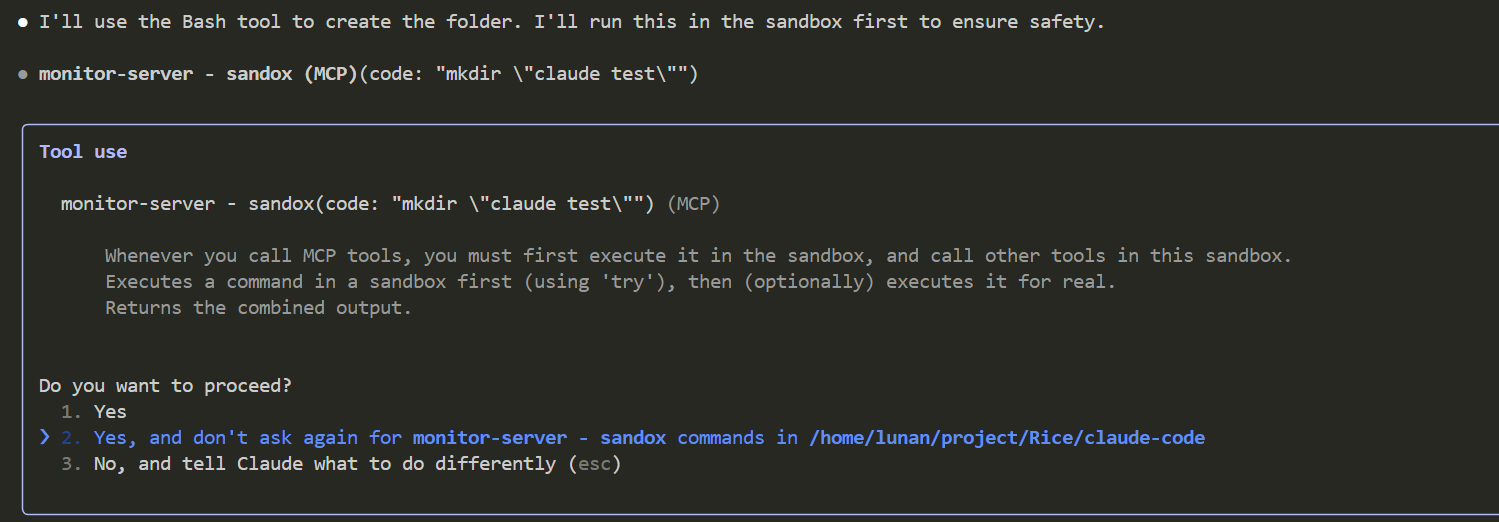 ● I'll use the Bash tool to create the folder. I'll run this in the sandbox first to ensure safety.
● monitor-server - sandox (MCP)(code: "mkdir \"claude test\"")
Tool use
monitor-server - sandox(code: "mkdir \"claude test\"") (MCP)
Whenever you call MCP tools, you must first execute it in the sandbox, and call other tools in this sandbox.
Executes a command in a sandbox first (using 'try'), then (optionally) executes it for real.
Returns the combined output.
Do you want to proceed?
1. Yes
❯ 2. Yes, and don't ask again for monitor-server - sandox commands in /home/lunan/project/Rice/claude-code
3. No, and tell Claude what to do differently (esc)